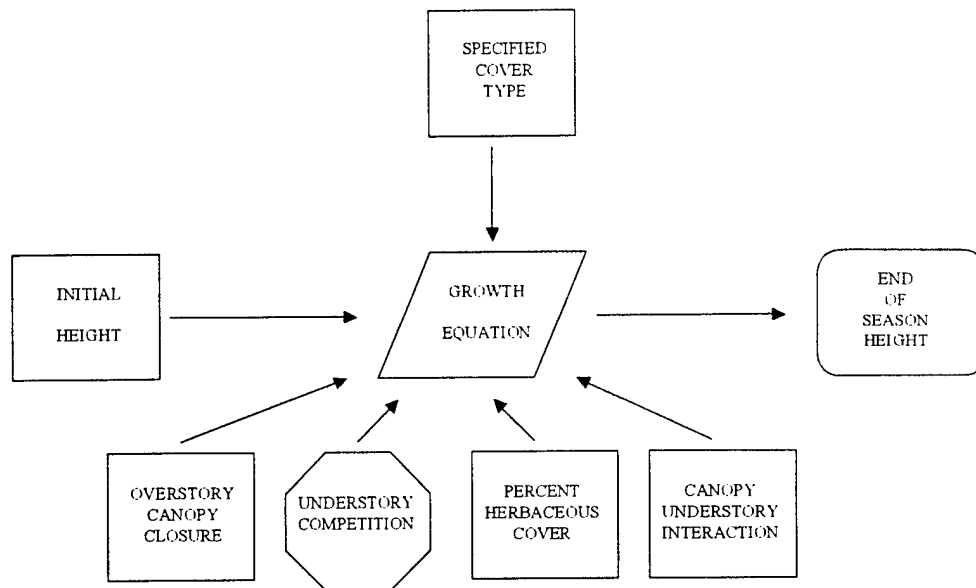 SPECIFIED
COVER
TYPE
INITIAL
HEIGHT
GROWTH
EQUATION
END
OF
SEASON
HEIGHT
OVERSTORY
CANOPY
CLOSURE
UNDERSTORY
COMPETITION
PERCENT
HERBACEOUS
COVER
CANOPY
UNDERSTORY
INTERACTION